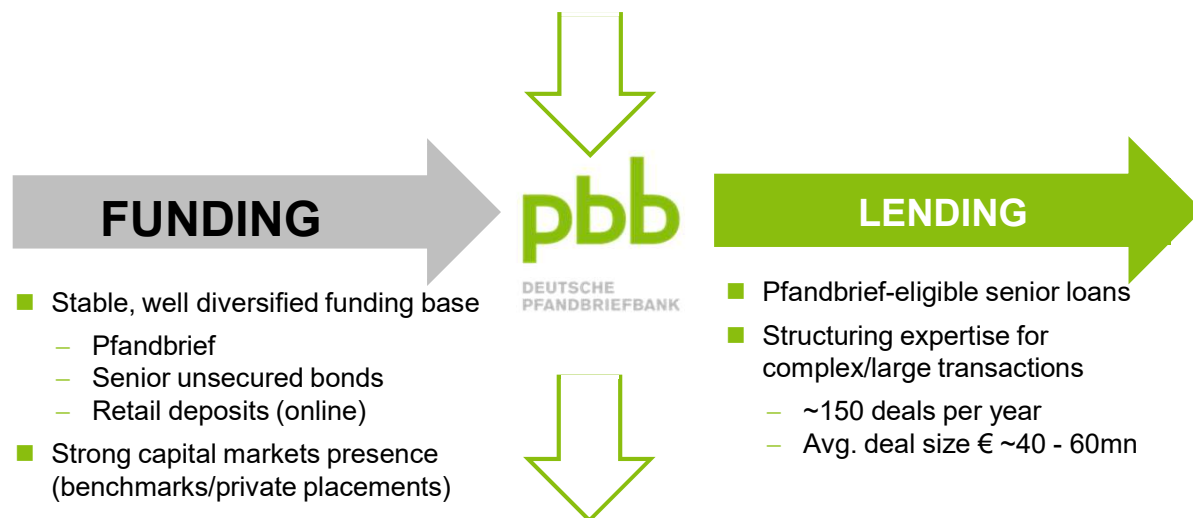 FUNDING
Stable, well diversified funding base
– Pfandbrief
– Senior unsecured bonds
– Retail deposits (online)
Strong capital markets presence
(benchmarks/private placements)
pbb
DEUTSCHE
PFANDBRIEFBANK
LENDING
Pfandbrief-eligible senior loans
Structuring expertise for
complex/large transactions
– ~150 deals per year
– Avg. deal size € ~40 - 60mn